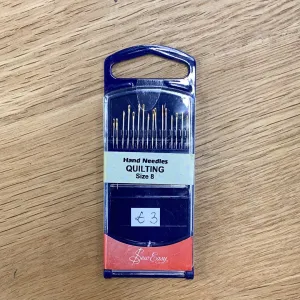 Hand Needles
QUILTING
Size 8
£3
Sew Easy